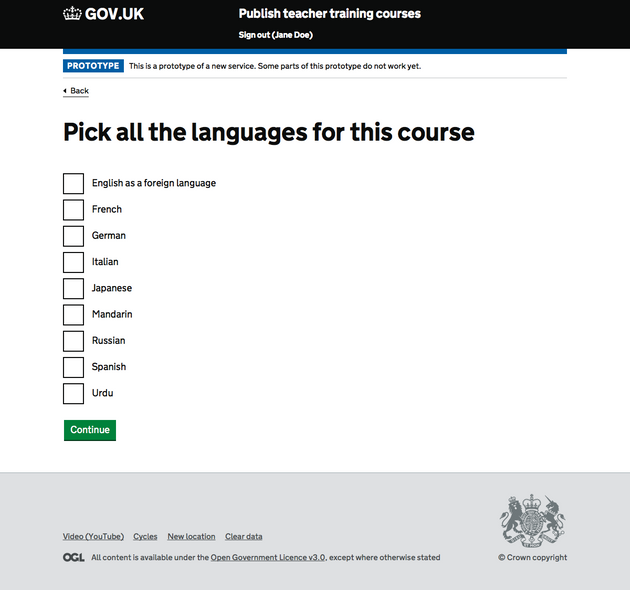 GOV.UK
Publish teacher training courses
Sign out (Jane Doe)
PROTOTYPE This is a prototype of a new service. Some parts of this prototype do not work yet.
Back
Pick all the languages for this course
English as a foreign language
French
German
Italian
Japanese
Mandarin
Russian
Spanish
Urdu
Continue
Video (YouTube) Cycles New location Clear data
OGL All content is available under the Open Government Licence v3.0, except where otherwise stated
© Crown copyright